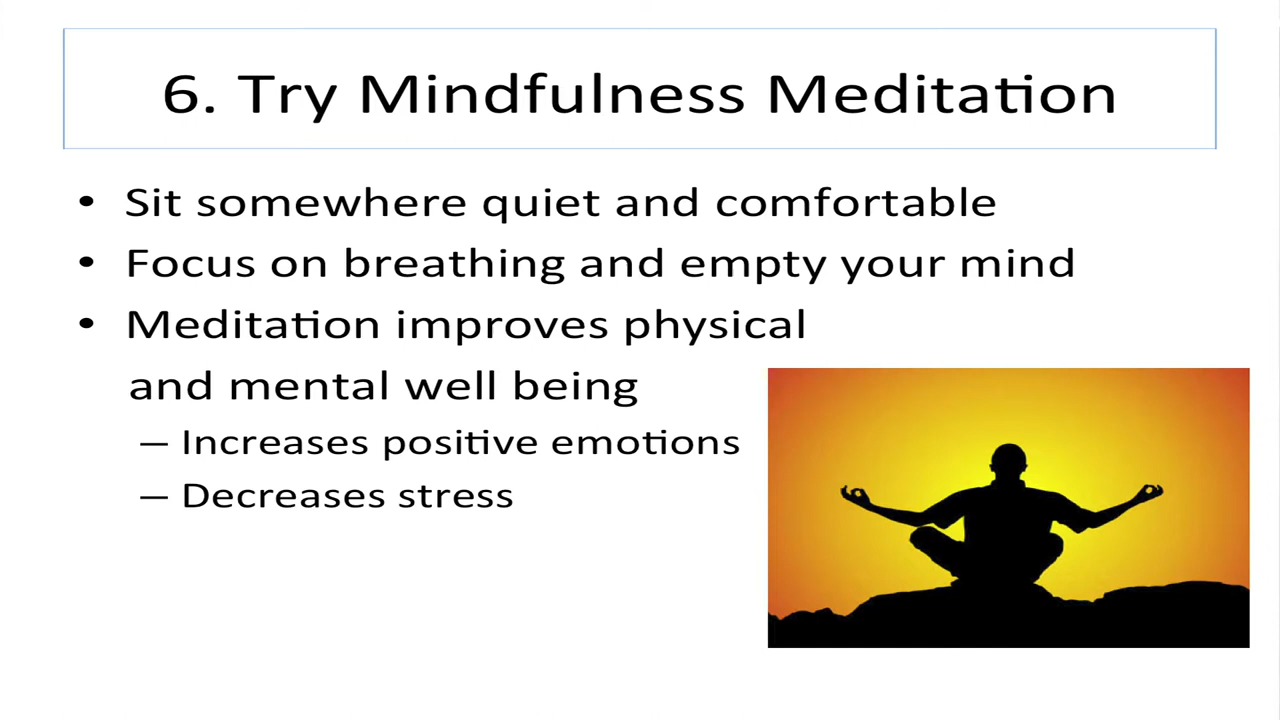 6. Try Mindfulness Meditation
• Sit somewhere quiet and comfortable
• Focus on breathing and empty your mind
• Meditation improves physical
and mental well being
– Increases positive emotions
– Decreases stress